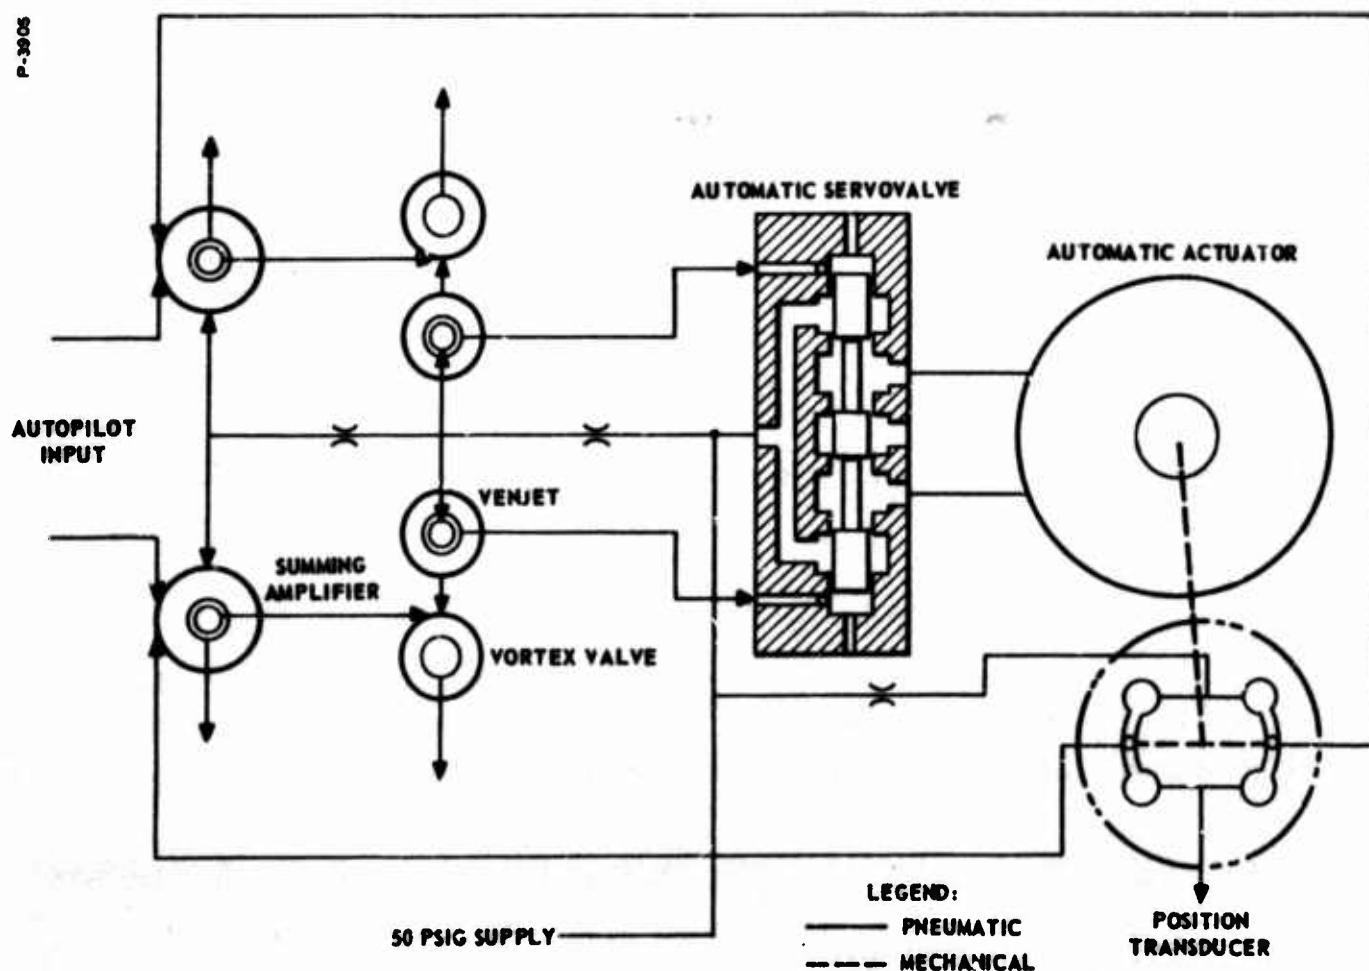 P-3905
AUTOMATIC SERVOVALVE
AUTOMATIC ACTUATOR
AUTOPILOT
INPUT
VENJET
SUMMING
AMPLIFIER
VORTEX VALVE
LEGEND:
PNEUMATIC
MECHANICAL
50 PSIG SUPPLY
POSITION
TRANSDUCER